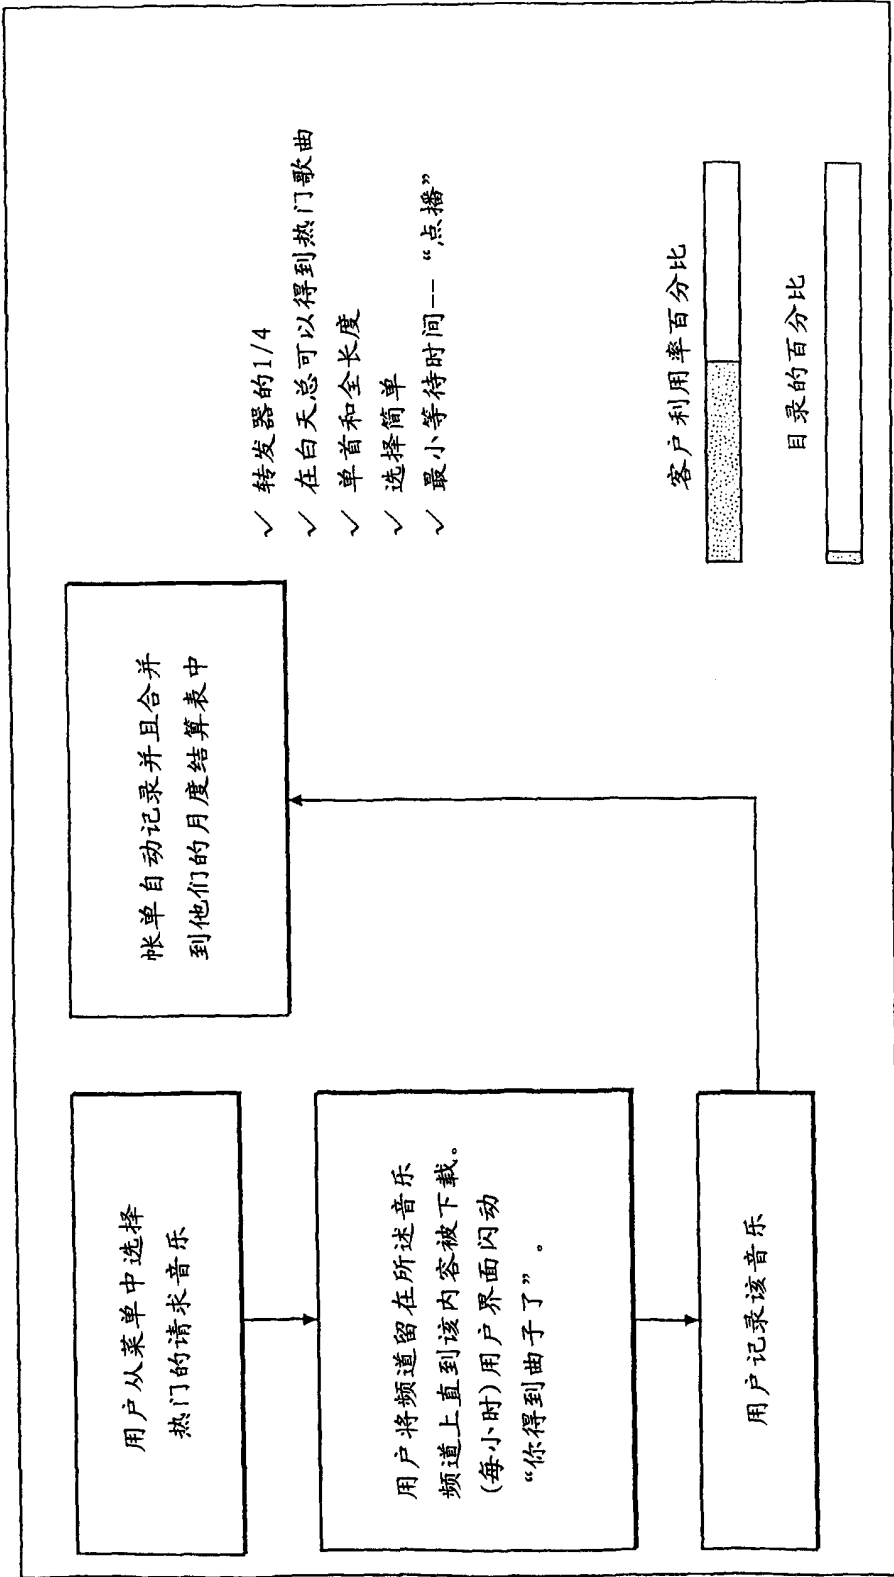 用户从菜单中选择
热门的请求音乐
用户将频道留在所述音乐
频道上直到该内容被下载。
(每小时)用户界面闪动
“你得到曲子了”。
用户记录该音乐
帐单自动记录并且合并
到他们的月度结算表中
✓ 转发器的1/4
✓ 在白天总可以得到热门歌曲
✓ 单首和全长度
✓ 选择简单
✓ 最小等待时间--“点播”
客户利用率百分比
目录的百分比